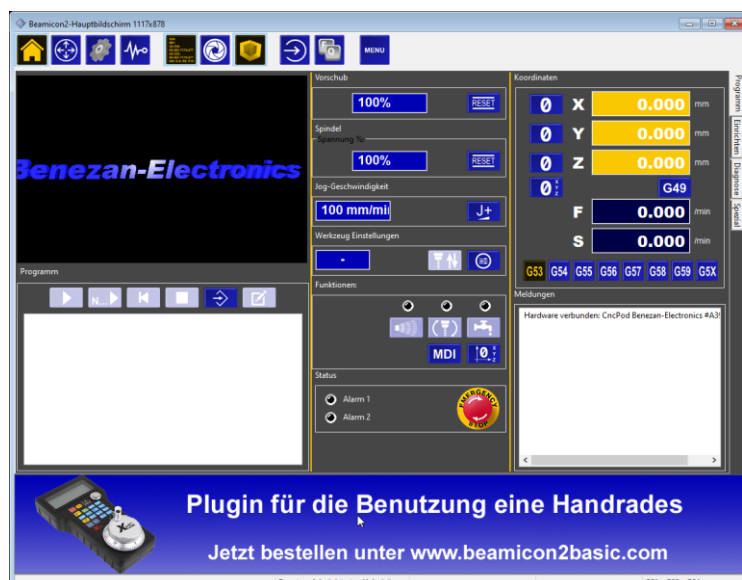 Beamicon2-Hauptbildschirm 1117x878
MENU
Benezan-Electronics
Programm
N...
Vorschub
100%
RESET
Spindel
Spannung %:
100%
RESET
Jog-Geschwindigkeit
100 mm/mi
J+
Werkzeug Einstellungen
-
Funktionen:
MDI
0 X Y Z
Status
Alarm 1
Alarm 2
EMERGENCY STOP
Koordinaten
0 X 0.000 mm
0 Y 0.000 mm
0 Z 0.000 mm
0 X Y Z G49
F 0.000 /min
S 0.000 /min
G53 G54 G55 G56 G57 G58 G59 G5X
Meldungen
Hardware verbunden: CncPod Benezan-Electronics
Programm
Einrichten
Diagnose
Spezial
Plugin für die Benutzung eine Handrades
Jetzt bestellen unter www.beamicon2basic.com